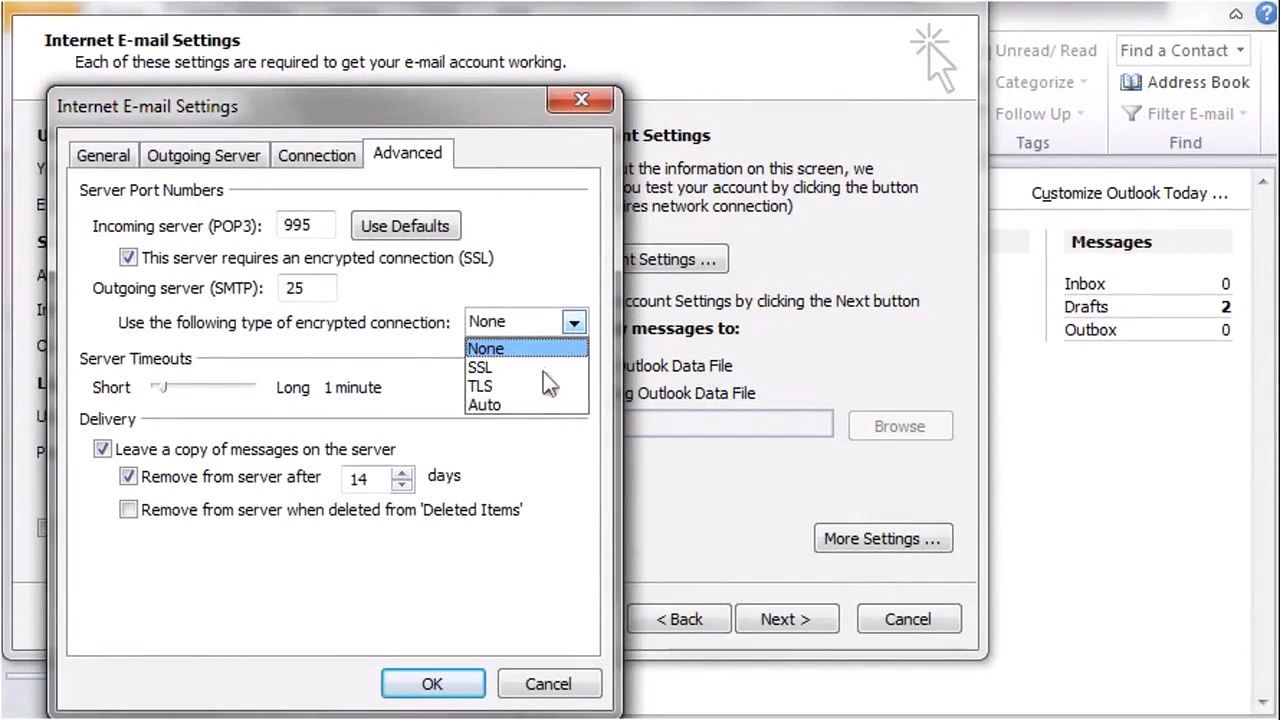 Internet E-mail Settings
Each of these settings are required to get your e-mail account working.
Unread/ Read
Find a Contact
Categorize
Address Book
Follow Up
Filter E-mail
Tags
Find
Internet E-mail Settings
General
Outgoing Server
Connection
Advanced
Server Port Numbers
Incoming server (POP3): 995 Use Defaults
This server requires an encrypted connection (SSL)
Outgoing server (SMTP): 25
Use the following type of encrypted connection: None
None
SSL
TLS
Auto
Server Timeouts
Short Long 1 minute
Delivery
Leave a copy of messages on the server
Remove from server after 14 days
Remove from server when deleted from 'Deleted Items'
OK
Cancel
nt Settings
ut the information on this screen, we
ou test your account by clicking the button
ires network connection)
nt Settings ...
ccount Settings by clicking the Next button
messages to:
utlook Data File
g Outlook Data File
Browse
More Settings ...
< Back
Next >
Cancel
Customize Outlook Today ...
Messages
Inbox 0
Drafts 2
Outbox 0